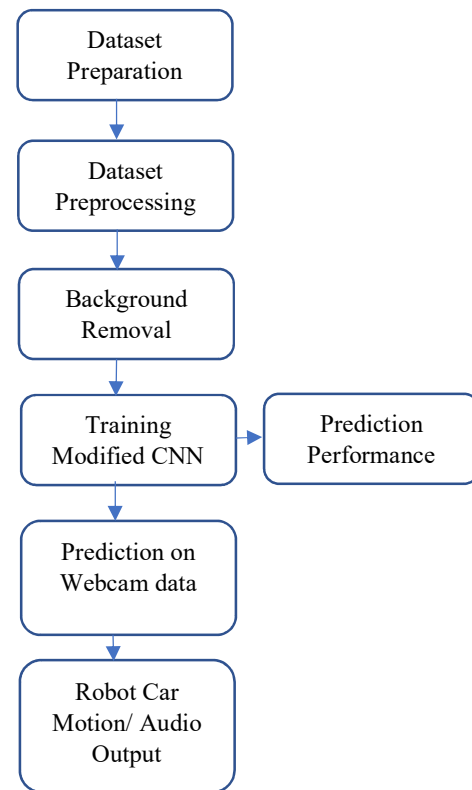 Dataset
Preparation
Dataset
Preprocessing
Background
Removal
Training
Modified CNN
Prediction
Performance
Prediction on
Webcam data
Robot Car
Motion/ Audio
Output